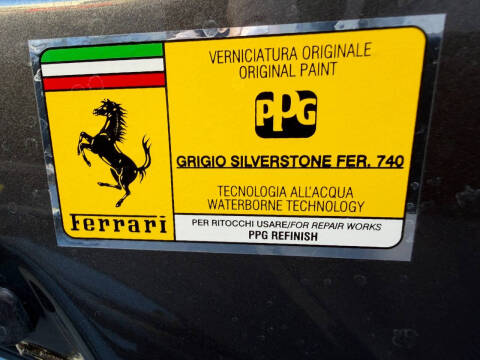 VERNICIATURA ORIGINALE
ORIGINAL PAINT
PPG
GRIGIO SILVERSTONE FER. 740
TECNOLOGIA ALL'ACQUA
WATERBORNE TECHNOLOGY
Ferrari
PER RITOCCHI USARE/FOR REPAIR WORKS
PPG REFINISH